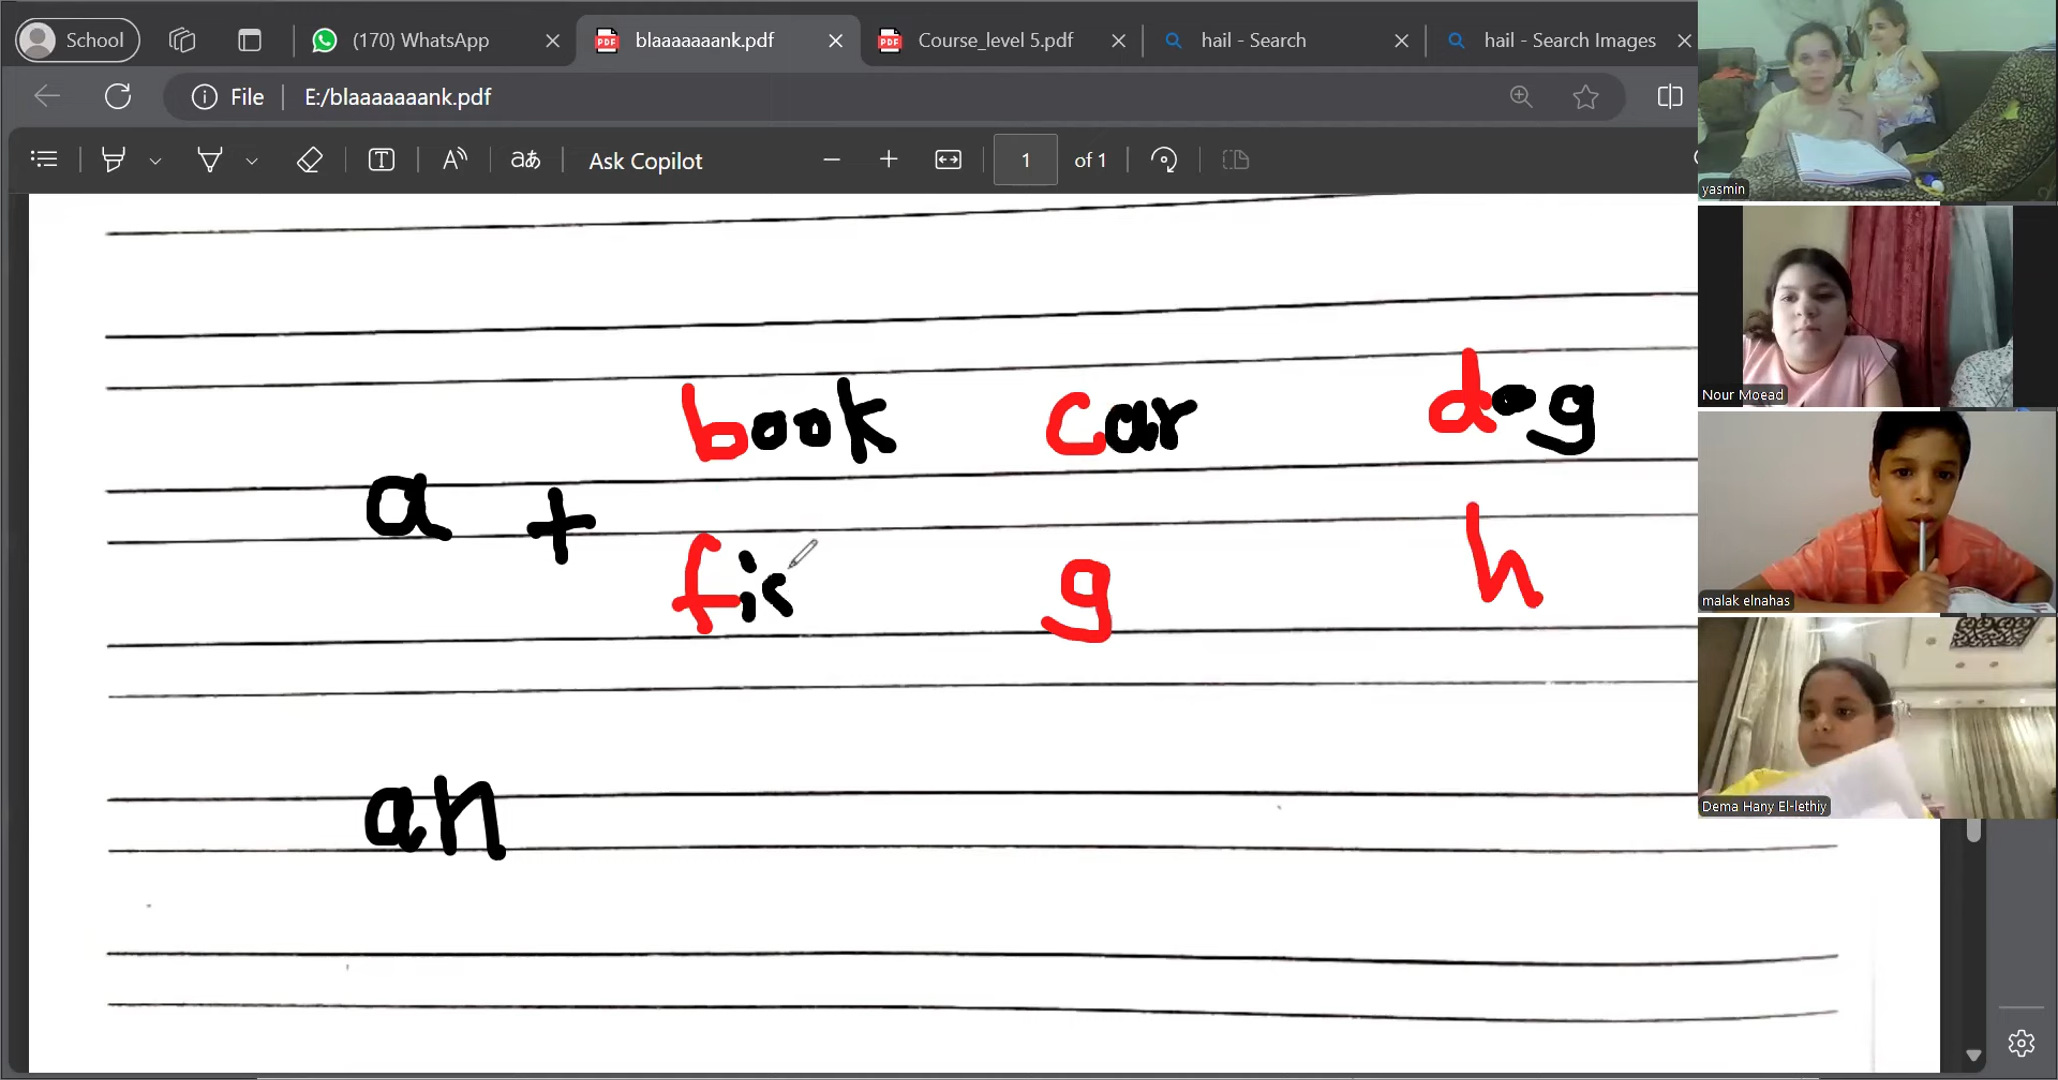 School (170) WhatsApp blaaaaaaank.pdf Course_level 5.pdf hail - Search hail - Search Images
File E:/blaaaaaaank.pdf
Ask Copilot 1 of 1
yasmin
Nour Moead
book car dog
a +
fis g h
malak elnahas
an
Dema Hany El-lethiy